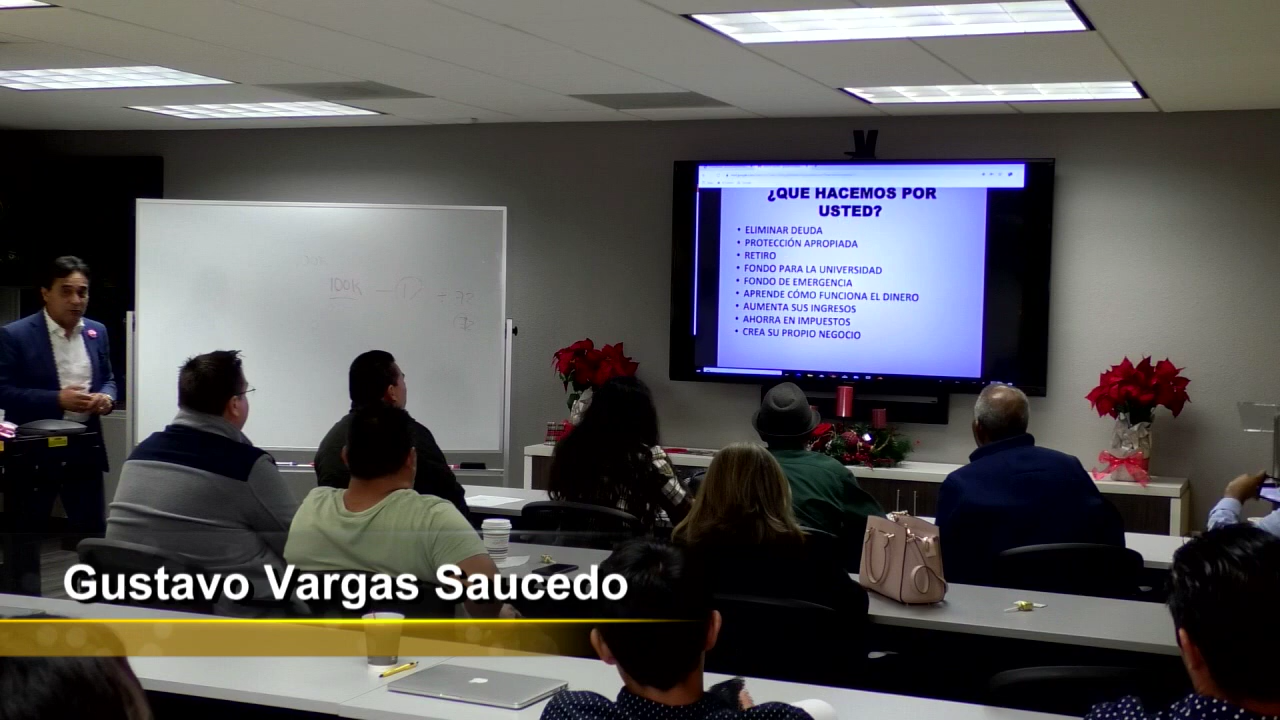 ¿QUE HACEMOS POR
USTED?
• ELIMINAR DEUDA
• PROTECCIÓN APROPIADA
• RETIRO
• FONDO PARA LA UNIVERSIDAD
• FONDO DE EMERGENCIA
• APRENDE CÓMO FUNCIONA EL DINERO
• AUMENTA SUS INGRESOS
• AHORRA EN IMPUESTOS
• CREA SU PROPIO NEGOCIO
100K
Gustavo Vargas Saucedo